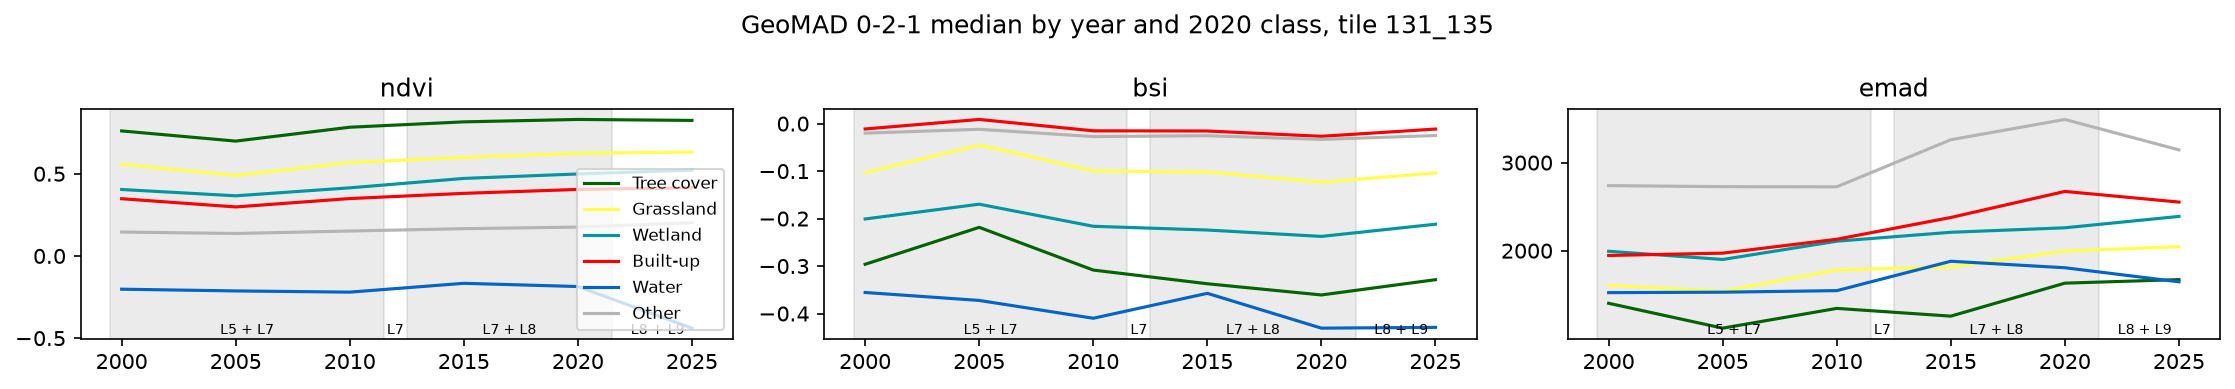 GeoMAD 0-2-1 median by year and 2020 class, tile 131_135
ndvi
0.5
0.0
−0.5
2000 2005 2010 2015 2020 2025
L5 + L7 L7 L7 + L8 L8 + L9
Tree cover
Grassland
Wetland
Built-up
Water
Other
bsi
0.0
−0.1
−0.2
−0.3
−0.4
2000 2005 2010 2015 2020 2025
L5 + L7 L7 L7 + L8 L8 + L9
emad
3000
2000
2000 2005 2010 2015 2020 2025
L5 + L7 L7 L7 + L8 L8 + L9